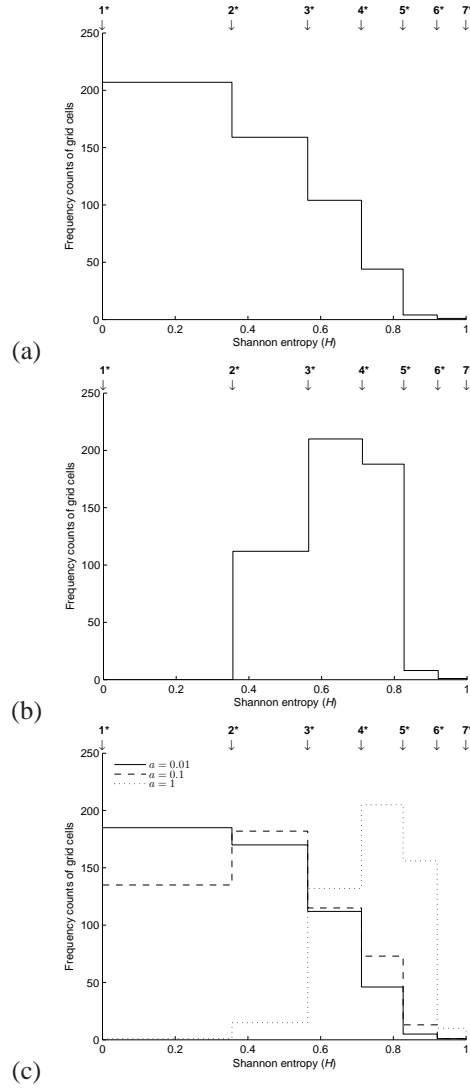 1* 2* 3* 4* 5* 6* 7*
250
200
150
100
50
0
Frequency counts of grid cells
0 0.2 0.4 0.6 0.8 1
Shannon entropy (H)
(a)
1* 2* 3* 4* 5* 6* 7*
250
200
150
100
50
0
Frequency counts of grid cells
0 0.2 0.4 0.6 0.8 1
Shannon entropy (H)
(b)
1* 2* 3* 4* 5* 6* 7*
250
200
150
100
50
0
Frequency counts of grid cells
a = 0.01
a = 0.1
a = 1
0 0.2 0.4 0.6 0.8 1
Shannon entropy (H)
(c)